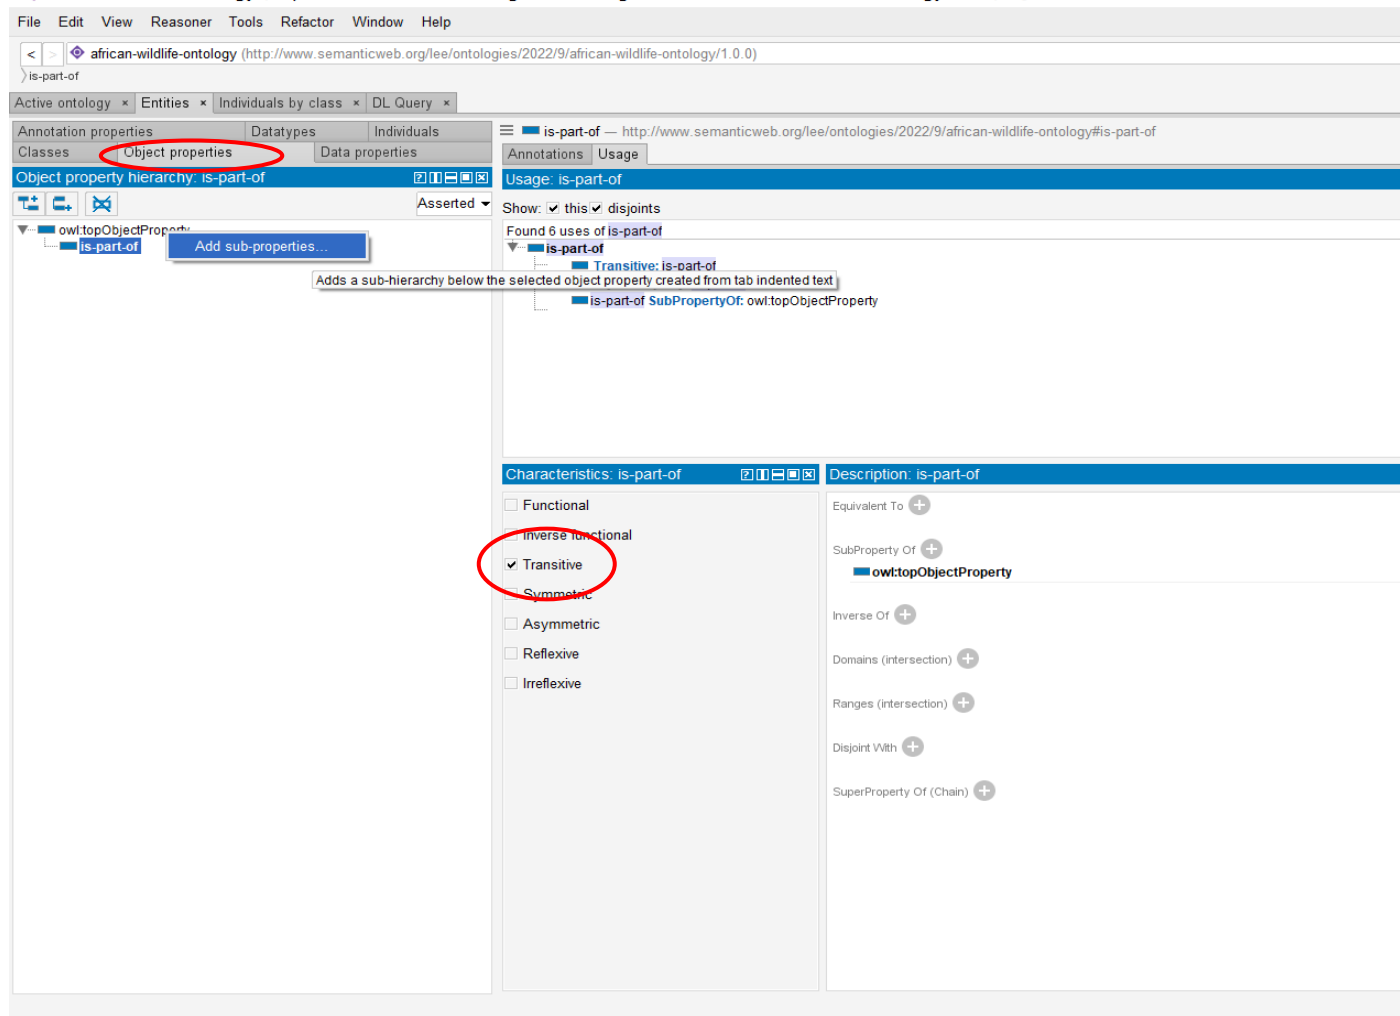 File Edit View Reasoner Tools Refactor Window Help
< > african-wildlife-ontology (http://www.semanticweb.org/lee/ontologies/2022/9/african-wildlife-ontology/1.0.0)
is-part-of
Active ontology × Entities × Individuals by class × DL Query ×
Annotation properties Datatypes Individuals
Classes Object properties Data properties
Object property hierarchy: is-part-of
Asserted
owl:topObjectProperty
is-part-of
Add sub-properties...
Adds a sub-hierarchy below the selected object property created from tab indented text
is-part-of — http://www.semanticweb.org/lee/ontologies/2022/9/african-wildlife-ontology#is-part-of
Annotations Usage
Usage: is-part-of
Show: this disjoints
Found 6 uses of is-part-of
is-part-of
Transitive: is-part-of
is-part-of SubPropertyOf: owl:topObjectProperty
Characteristics: is-part-of
Functional
Inverse functional
Transitive
Symmetric
Asymmetric
Reflexive
Irreflexive
Description: is-part-of
Equivalent To
SubProperty Of
owl:topObjectProperty
Inverse Of
Domains (intersection)
Ranges (intersection)
Disjoint With
SuperProperty Of (Chain)